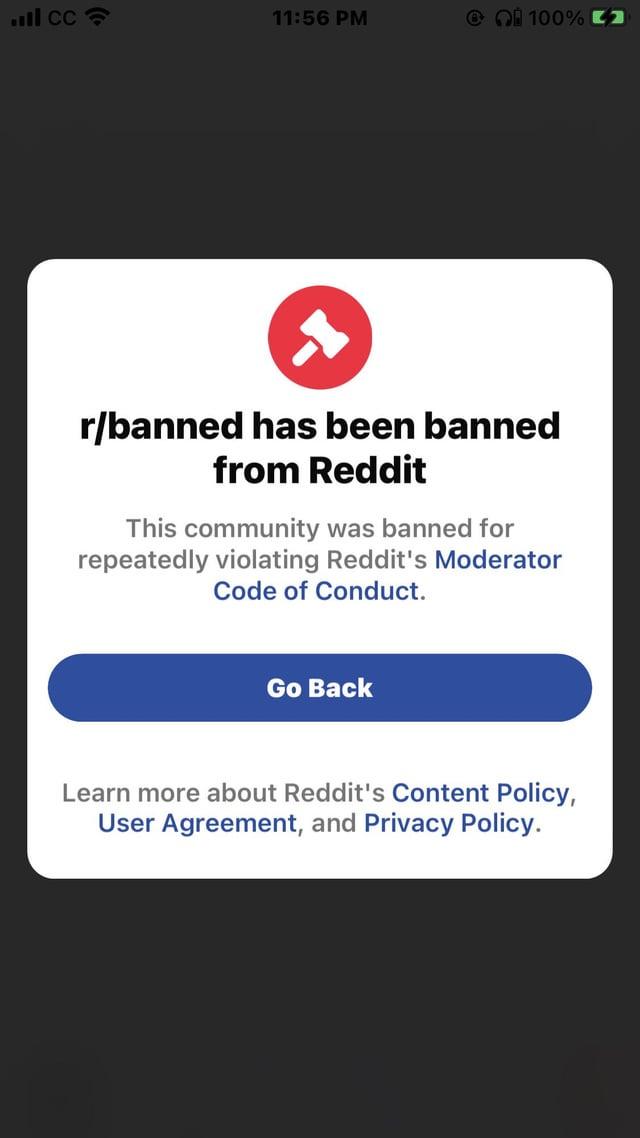 CC 11:56 PM 100%
r/banned has been banned
from Reddit
This community was banned for
repeatedly violating Reddit's Moderator
Code of Conduct.
Go Back
Learn more about Reddit's Content Policy,
User Agreement, and Privacy Policy.